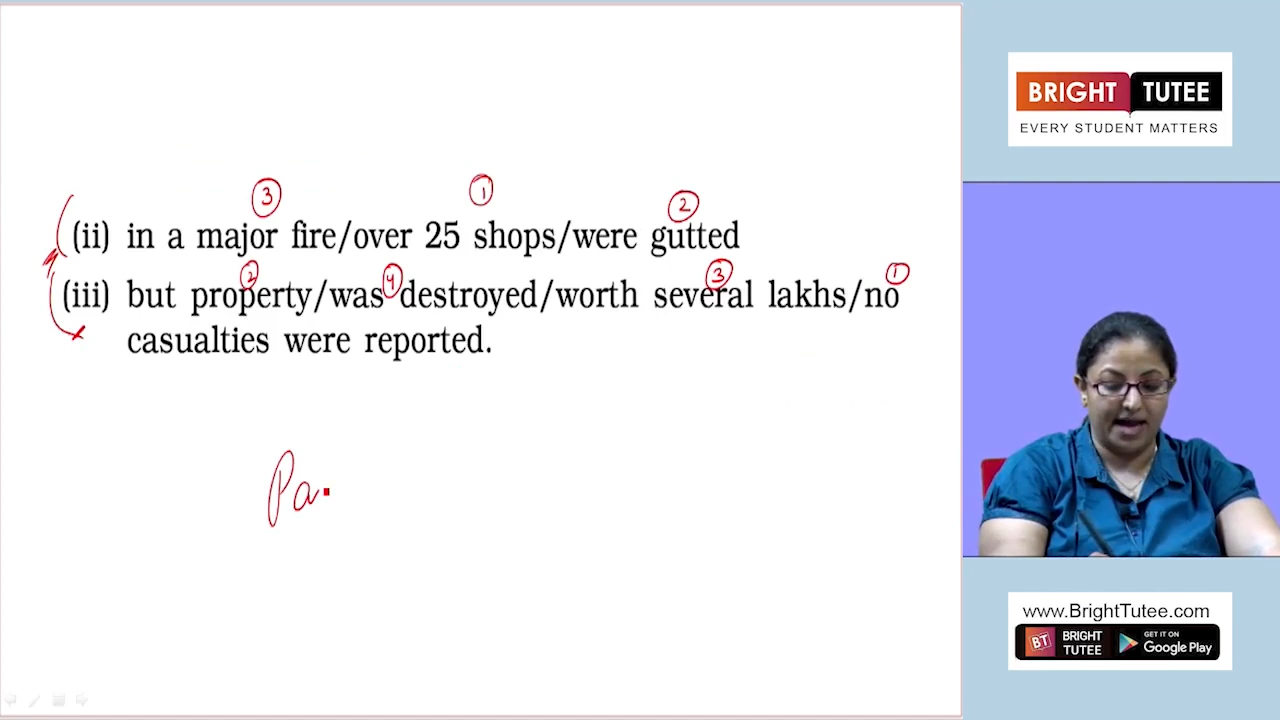 ③ ① ②
(ii) in a major fire/over 25 shops/were gutted
② ④ ③ ①
(iii) but property/was destroyed/worth several lakhs/no
casualties were reported.
Pa
BRIGHT TUTEE
EVERY STUDENT MATTERS
www.BrightTutee.com
BT BRIGHT TUTEE
GET IT ON Google Play